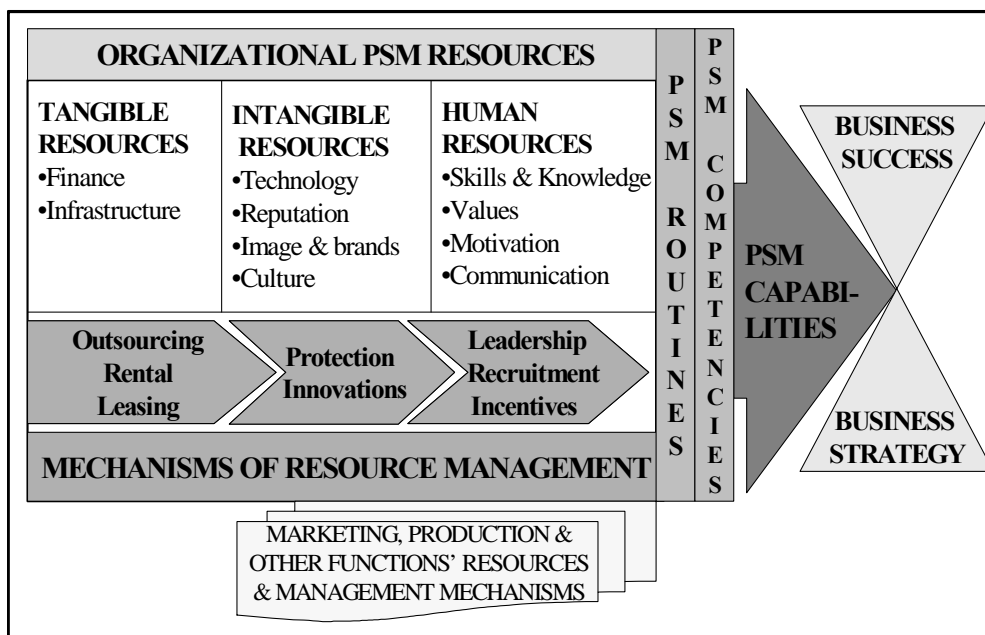 ORGANIZATIONAL PSM RESOURCES
TANGIBLE
RESOURCES
•Finance
•Infrastructure
INTANGIBLE
RESOURCES
•Technology
•Reputation
•Image & brands
•Culture
HUMAN
RESOURCES
•Skills & Knowledge
•Values
•Motivation
•Communication
Outsourcing
Rental
Leasing
Protection
Innovations
Leadership
Recruitment
Incentives
MECHANISMS OF RESOURCE MANAGEMENT
MARKETING, PRODUCTION &
OTHER FUNCTIONS' RESOURCES
& MANAGEMENT MECHANISMS
PSM ROUTINES
PSM COMPETENCIES
PSM
CAPABI-
LITIES
BUSINESS
SUCCESS
BUSINESS
STRATEGY